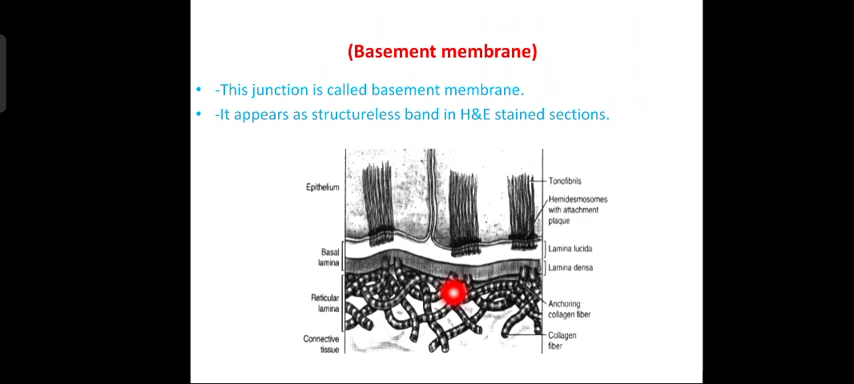 (Basement membrane)
• -This junction is called basement membrane.
• -It appears as structureless band in H&E stained sections.
Epithelium
Tonofibrils
Hemidesmosomes
with attachment
plaque
Basal
lamina
Lamina lucida
Lamina densa
Reticular
lamina
Anchoring
collagen fiber
Connective
tissue
Collagen
fiber